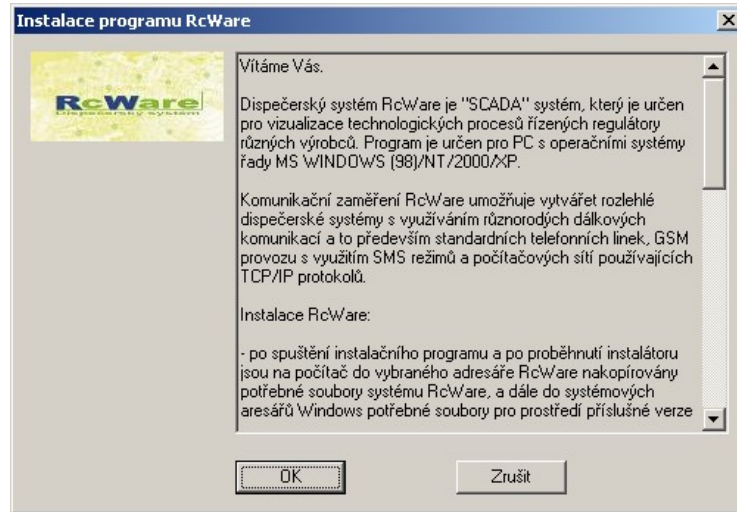 Instalace programu RcWare
RcWare
Dispečerský systém
Vítáme Vás.
Dispečerský systém RcWare je "SCADA" systém, který je určen
pro vizualizace technologických procesů řízených regulátory
různých výrobců. Program je určen pro PC s operačními systémy
řady MS WINDOWS (98)/NT/2000/XP.
Komunikační zaměření RcWare umožňuje vytvářet rozlehlé
dispečerské systémy s využíváním různorodých dálkových
komunikací a to především standardních telefonních linek, GSM
provozu s využitím SMS režimů a počítačových sítí používajících
TCP/IP protokolů.
Instalace RcWare:
- po spuštění instalačního programu a po proběhnutí instalátoru
jsou na počítač do vybraného adresáře RcWare nakopírovány
potřebné soubory systému RcWare, a dále do systémových
aresářů Windows potřebné soubory pro prostředí příslušné verze
OK
Zrušit